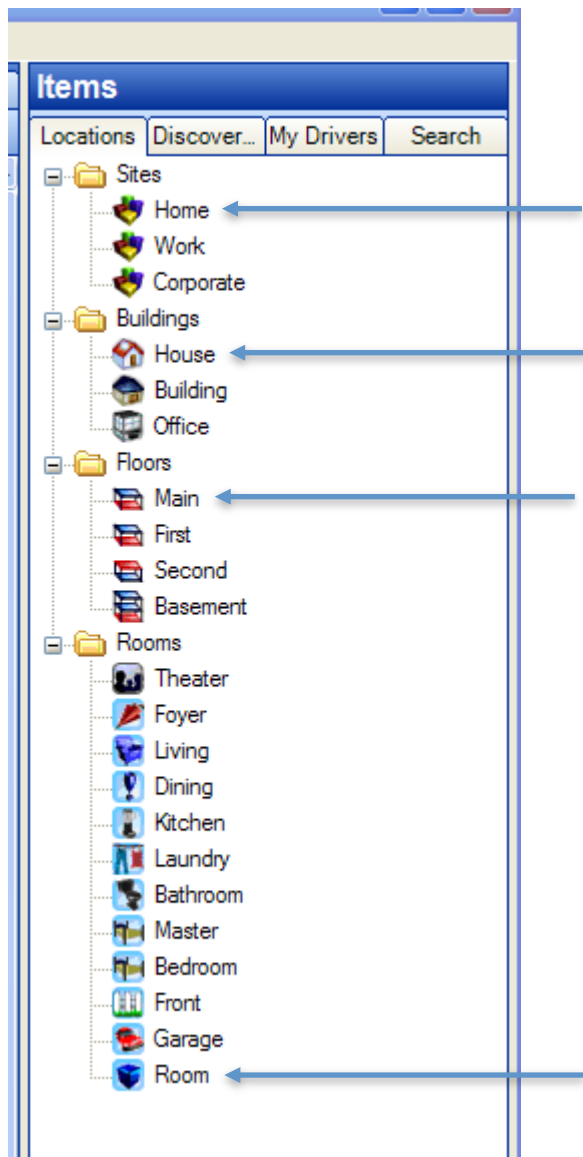 Items
Locations Discover... My Drivers Search
Sites
Home
Work
Corporate
Buildings
House
Building
Office
Floors
Main
First
Second
Basement
Rooms
Theater
Foyer
Living
Dining
Kitchen
Laundry
Bathroom
Master
Bedroom
Front
Garage
Room